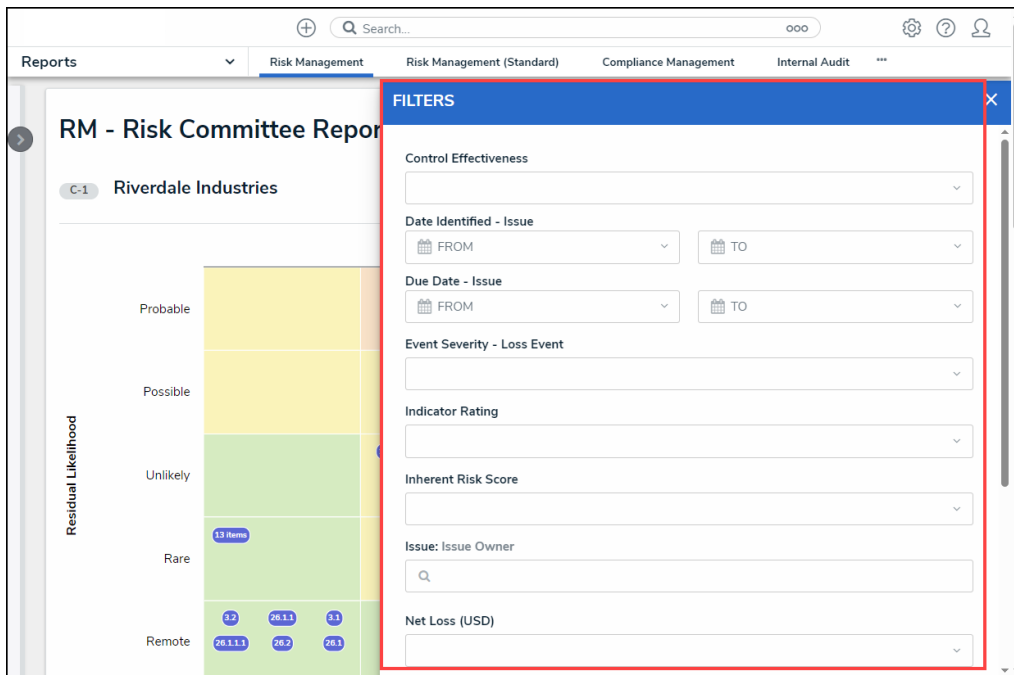 Search...
ooo
Reports
Risk Management
Risk Management (Standard)
Compliance Management
Internal Audit
...
RM - Risk Committee Repor
C-1 Riverdale Industries
Residual Likelihood
Probable
Possible
Unlikely
Rare
13 items
Remote
3.2 26.1.1 3.1
26.1.1.1 26.2 26.1
FILTERS
Control Effectiveness
Date Identified - Issue
FROM TO
Due Date - Issue
FROM TO
Event Severity - Loss Event
Indicator Rating
Inherent Risk Score
Issue: Issue Owner
Net Loss (USD)